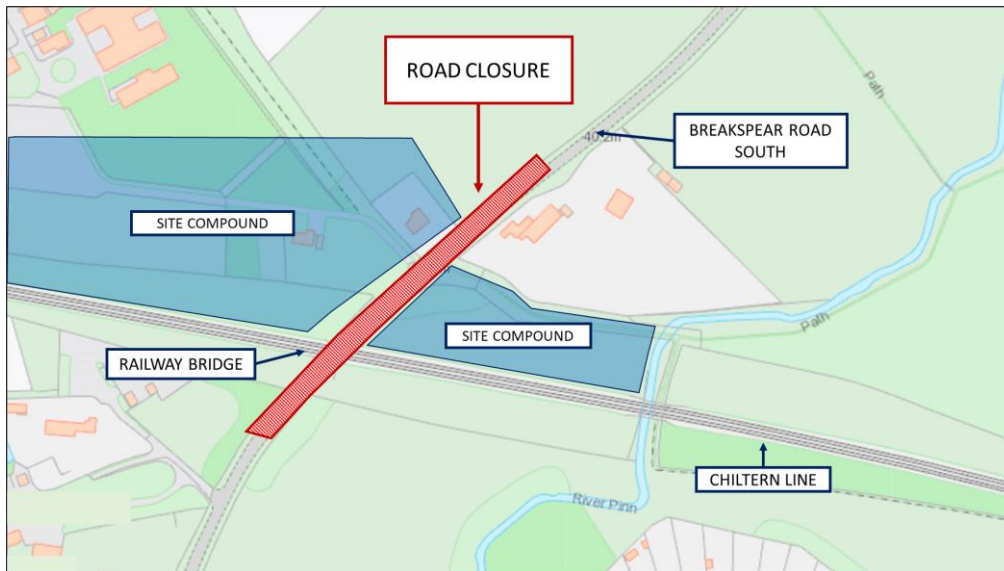 ROAD CLOSURE
Path
BREAKSPEAR ROAD
SOUTH
40.2m
SITE COMPOUND
SITE COMPOUND
Path
RAILWAY BRIDGE
CHILTERN LINE
River Pinn